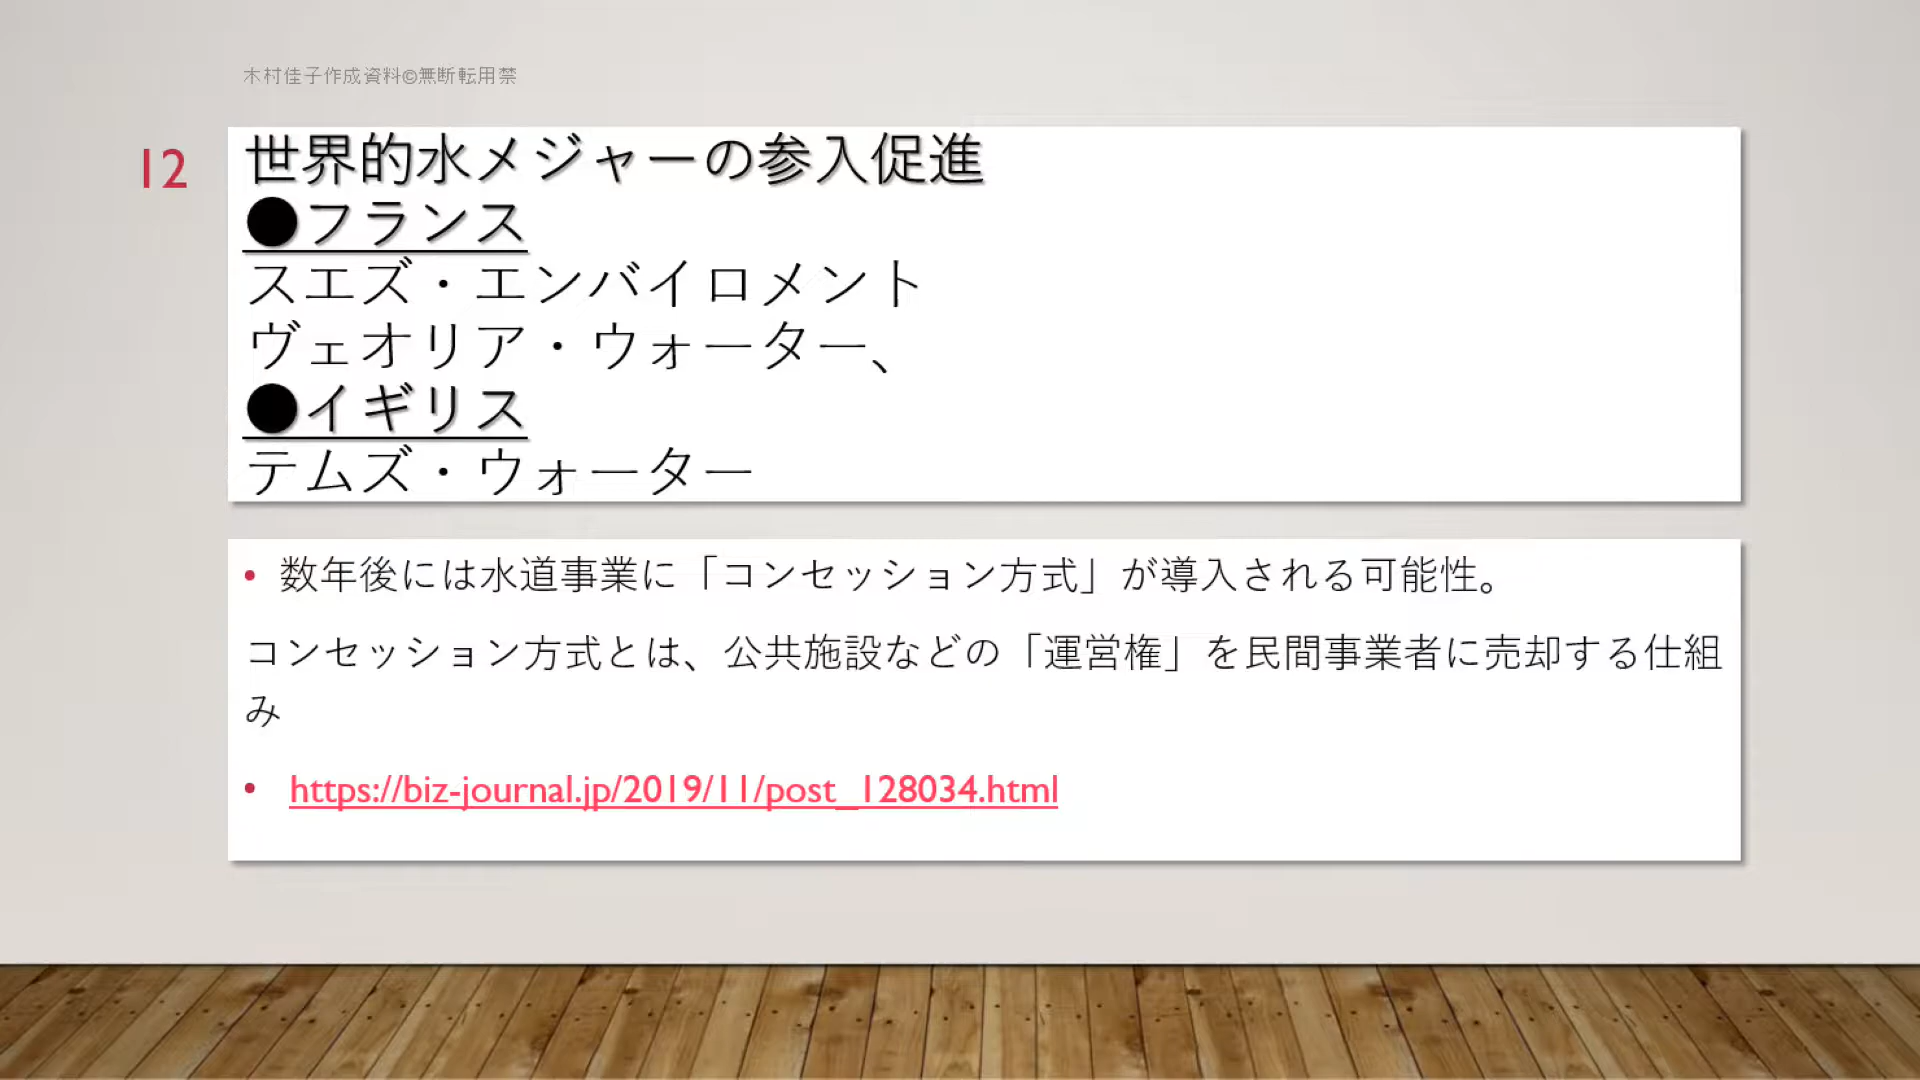 木村佳子作成資料©無断転用禁
12
世界的水メジャーの参入促進
●フランス
スエズ・エンバイロメント
ヴェオリア・ウォーター、
●イギリス
テムズ・ウォーター
• 数年後には水道事業に「コンセッション方式」が導入される可能性。
コンセッション方式とは、公共施設などの「運営権」を民間事業者に売却する仕組
み
• https://biz-journal.jp/2019/11/post_128034.html